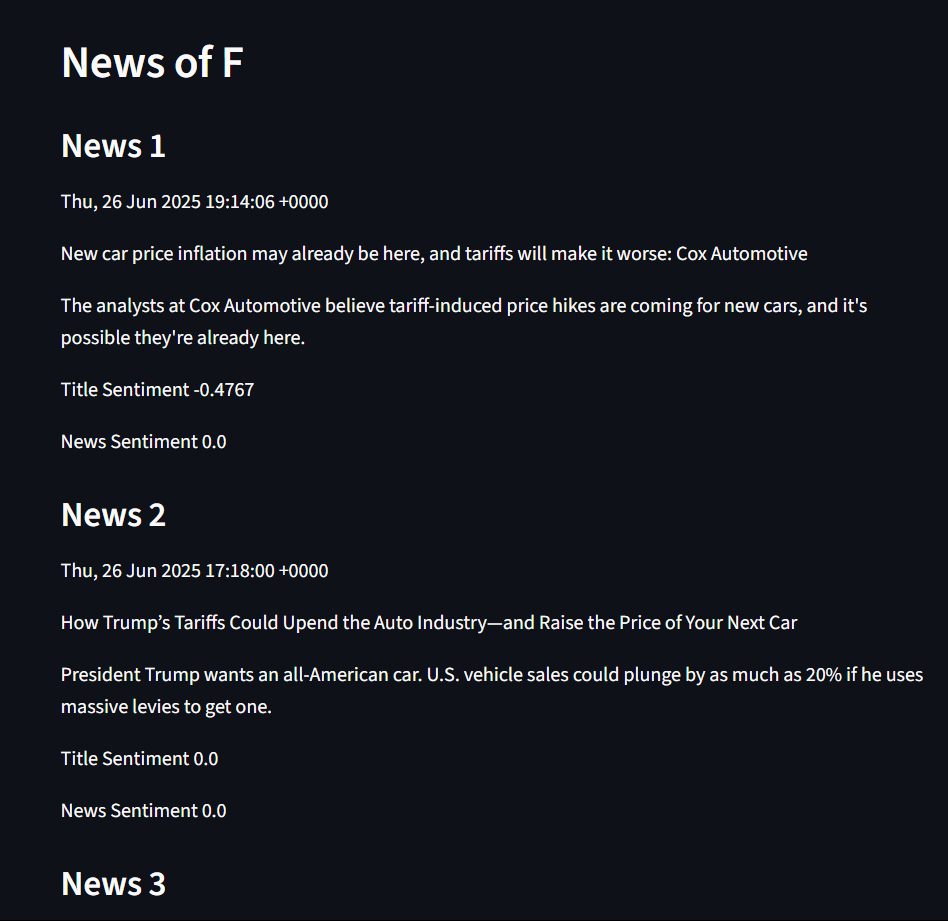 News of F
News 1
Thu, 26 Jun 2025 19:14:06 +0000
New car price inflation may already be here, and tariffs will make it worse: Cox Automotive
The analysts at Cox Automotive believe tariff-induced price hikes are coming for new cars, and it's
possible they're already here.
Title Sentiment -0.4767
News Sentiment 0.0
News 2
Thu, 26 Jun 2025 17:18:00 +0000
How Trump’s Tariffs Could Upend the Auto Industry—and Raise the Price of Your Next Car
President Trump wants an all-American car. U.S. vehicle sales could plunge by as much as 20% if he uses
massive levies to get one.
Title Sentiment 0.0
News Sentiment 0.0
News 3